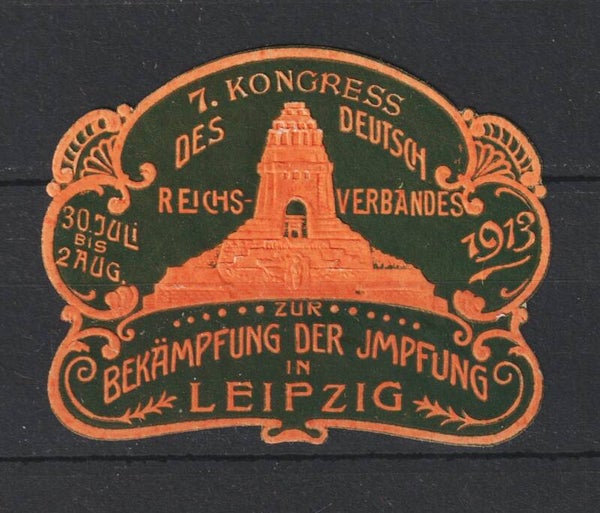 7. KONGRESS
DES DEUTSCH
REICHS- VERBANDES
30. JULI
BIS
2 AUG.
1913
ZUR
BEKÄMPFUNG DER JMPFUNG
IN
LEIPZIG